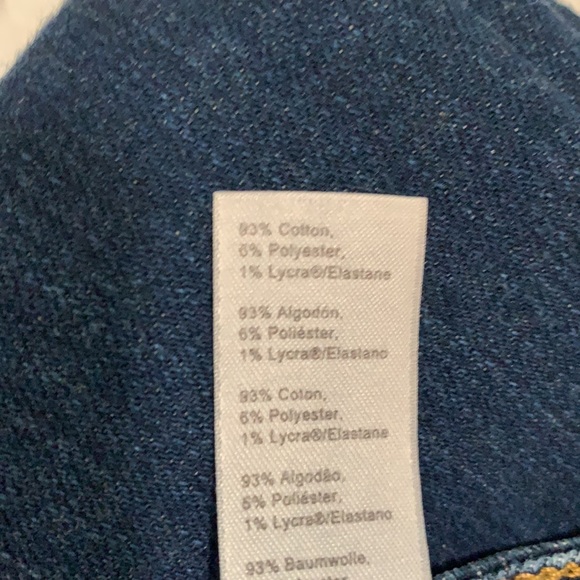 93% Cotton,
6% Polyester,
1% Lycra®/Elastane
93% Algodón,
6% Poliéster,
1% Lycra®/Elastano
93% Coton,
6% Polyester,
1% Lycra®/Elastane
93% Algodão,
6% Poliéster,
1% Lycra®/Elastano
93% Baumwolle,